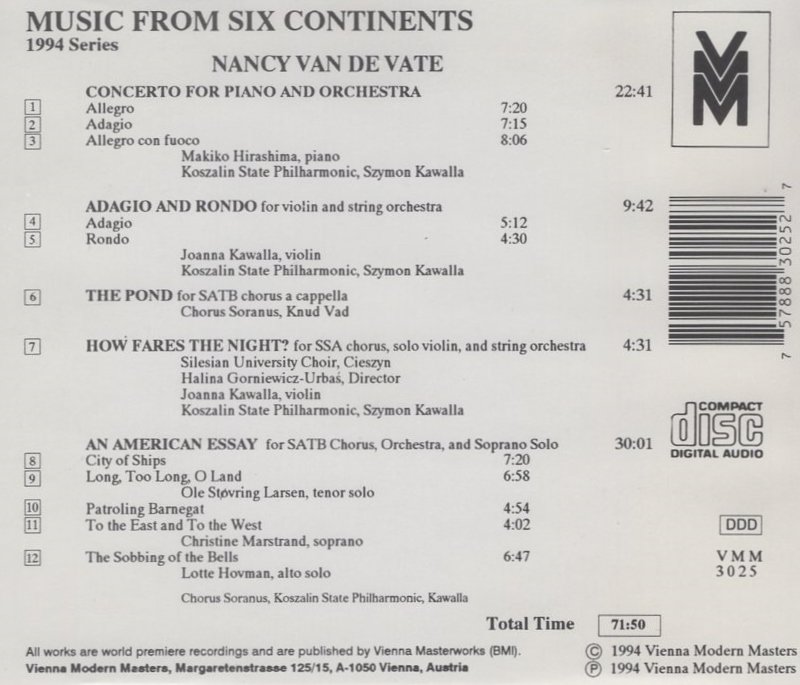 MUSIC FROM SIX CONTINENTS
1994 Series
NANCY VAN DE VATE
CONCERTO FOR PIANO AND ORCHESTRA 22:41
1 Allegro 7:20
2 Adagio 7:15
3 Allegro con fuoco 8:06
Makiko Hirashima, piano
Koszalin State Philharmonic, Szymon Kawalla
ADAGIO AND RONDO for violin and string orchestra 9:42
4 Adagio 5:12
5 Rondo 4:30
Joanna Kawalla, violin
Koszalin State Philharmonic, Szymon Kawalla
6 THE POND for SATB chorus a cappella 4:31
Chorus Soranus, Knud Vad
7 HOW FARES THE NIGHT? for SSA chorus, solo violin, and string orchestra 4:31
Silesian University Choir, Cieszyn
Halina Gorniewicz-Urbaś, Director
Joanna Kawalla, violin
Koszalin State Philharmonic, Szymon Kawalla
AN AMERICAN ESSAY for SATB Chorus, Orchestra, and Soprano Solo 30:01
8 City of Ships 7:20
9 Long, Too Long, O Land 6:58
Ole Støvring Larsen, tenor solo
10 Patroling Barnegat 4:54
11 To the East and To the West 4:02
Christine Marstrand, soprano
12 The Sobbing of the Bells 6:47
Lotte Hovman, alto solo
Chorus Soranus, Koszalin State Philharmonic, Kawalla
Total Time 71:50
All works are world premiere recordings and are published by Vienna Masterworks (BMI).
Vienna Modern Masters, Margaretenstrasse 125/15, A-1050 Vienna, Austria
VMM
7 57888 30252 7
COMPACT
disc
DIGITAL AUDIO
DDD
VMM
3025
© 1994 Vienna Modern Masters
℗ 1994 Vienna Modern Masters